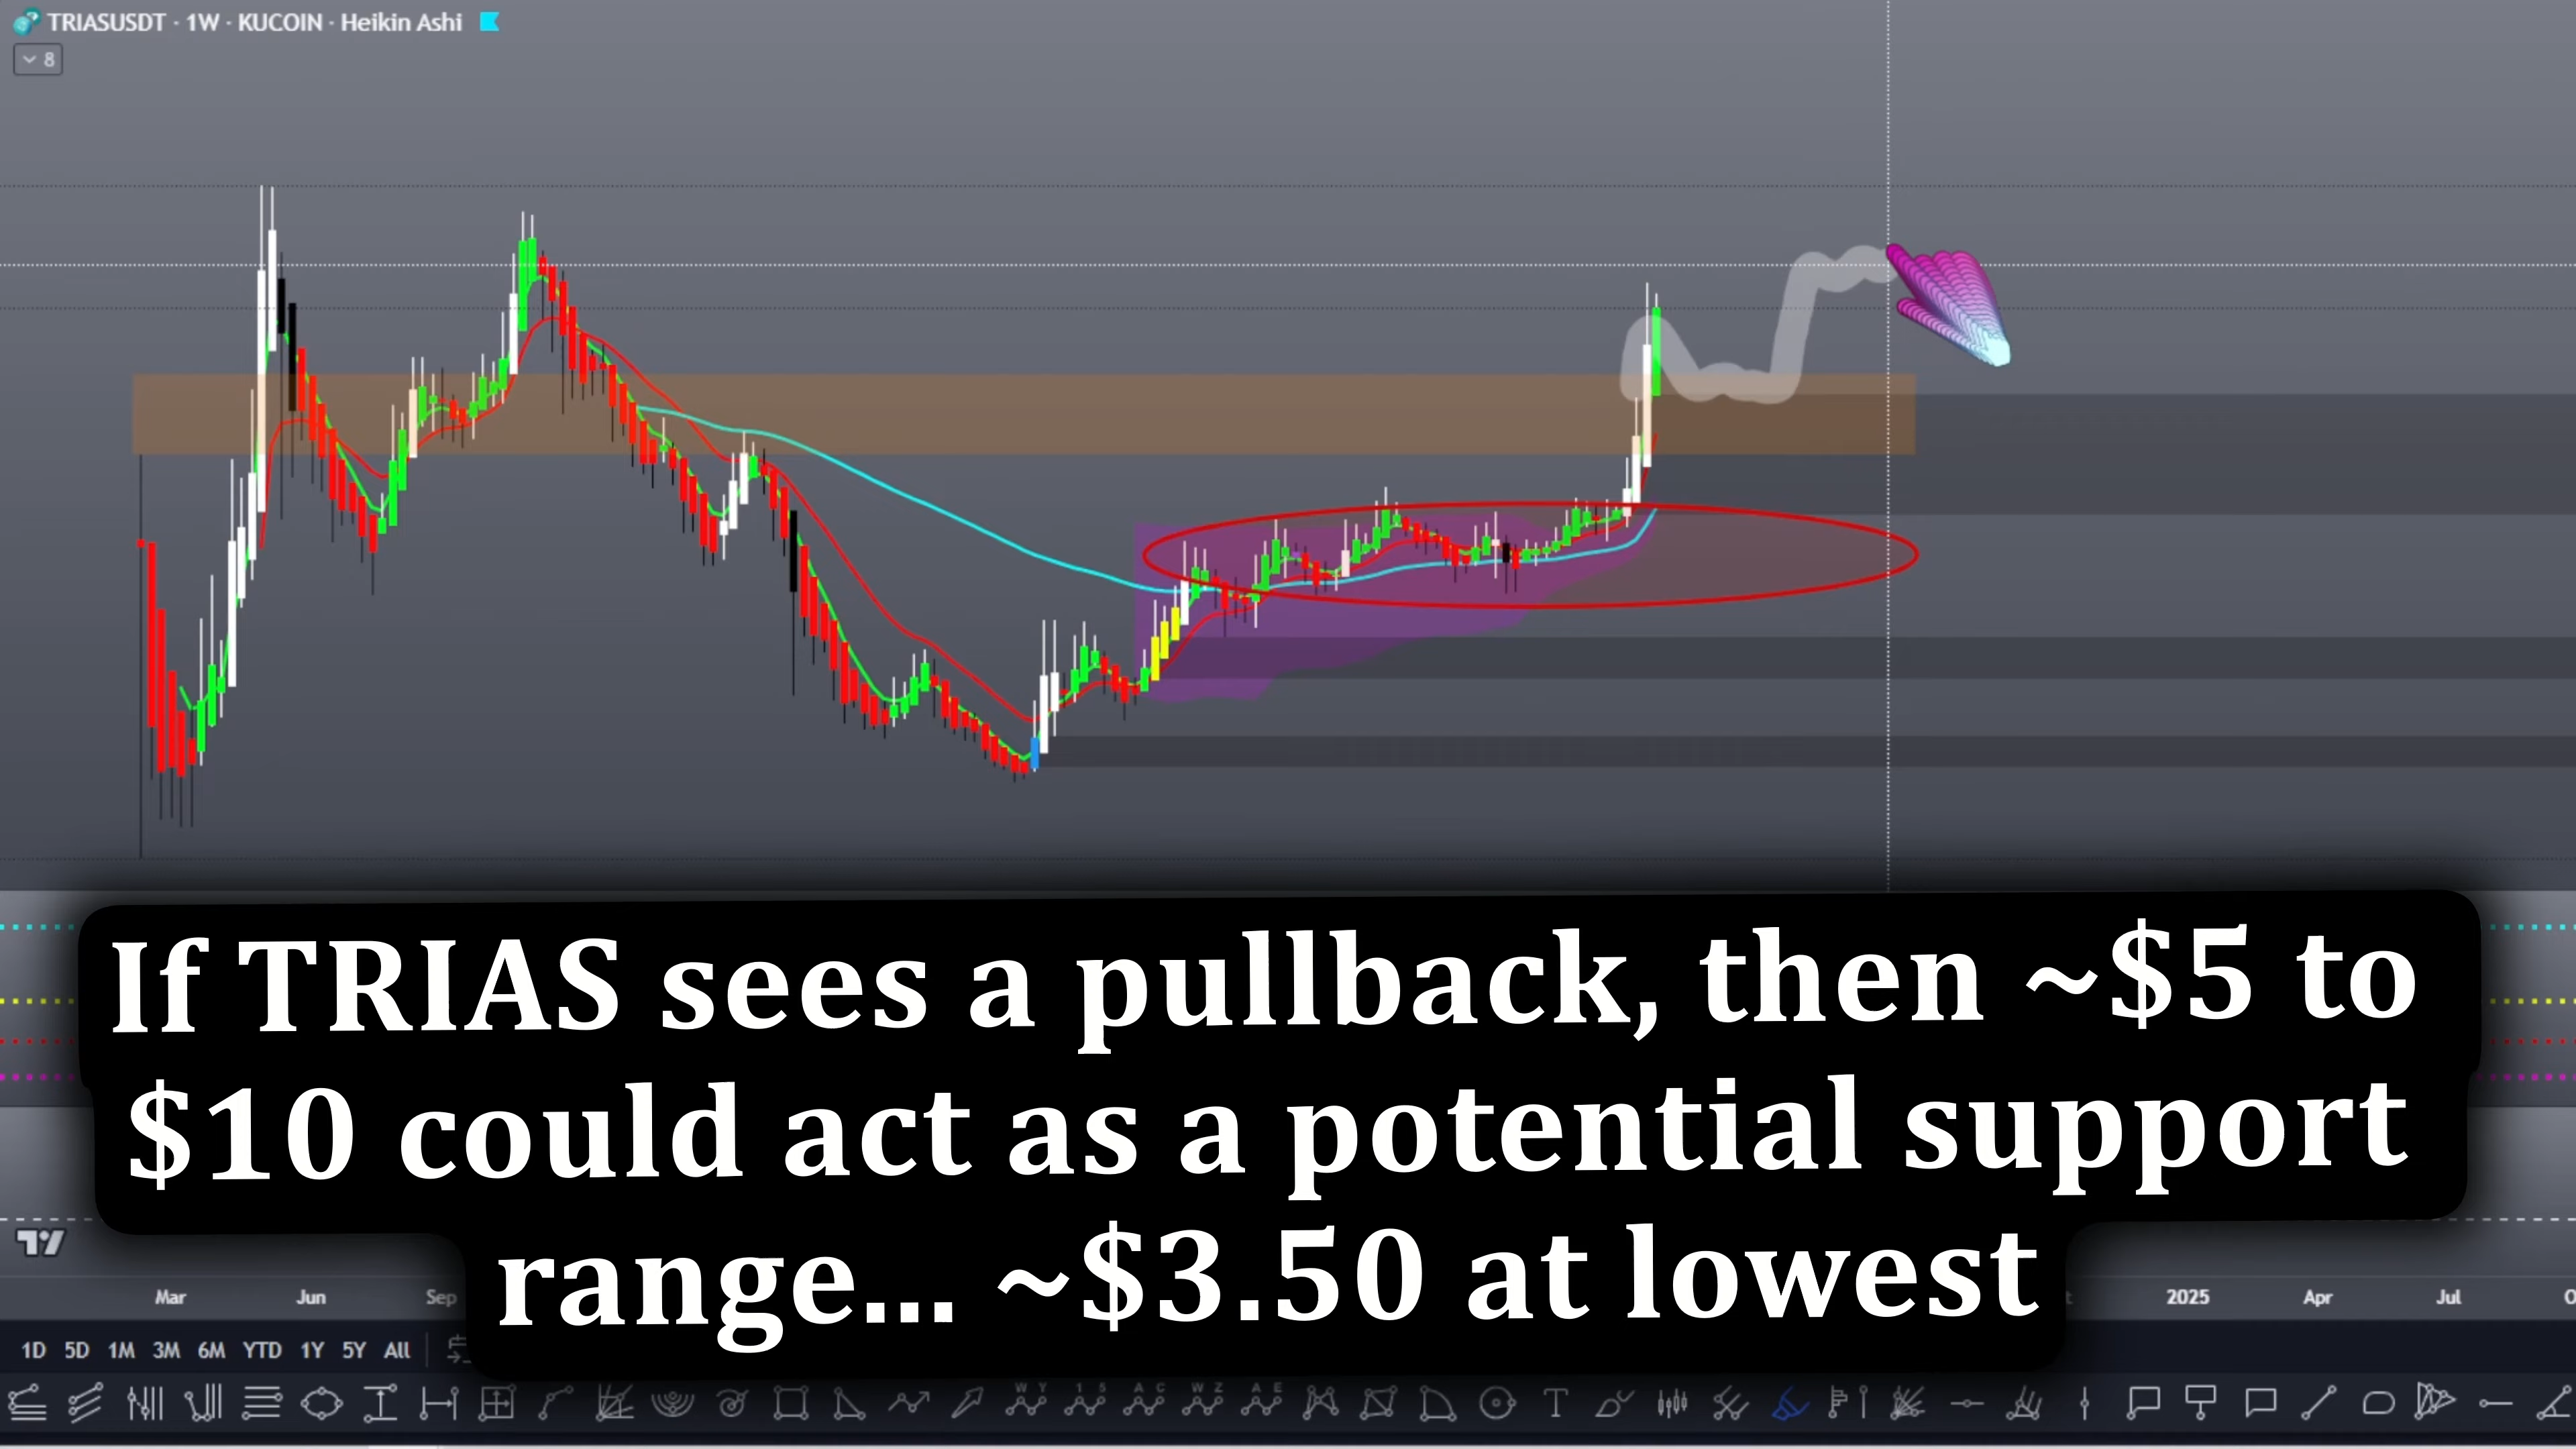 TRIASUSDT · 1W · KUCOIN · Heikin Ashi
8
If TRIAS sees a pullback, then ~$5 to
$10 could act as a potential support
range... ~$3.50 at lowest
Mar Jun Sep 2025 Apr Jul
1D 5D 1M 3M 6M YTD 1Y 5Y All